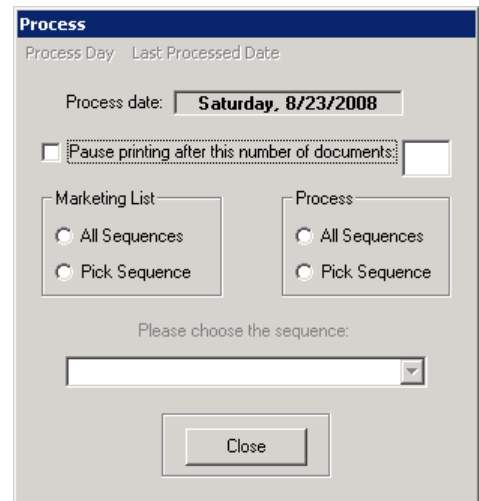 Process
Process Day Last Processed Date
Process date: Saturday, 8/23/2008
Pause printing after this number of documents:
Marketing List Process
All Sequences All Sequences
Pick Sequence Pick Sequence
Please choose the sequence:
Close